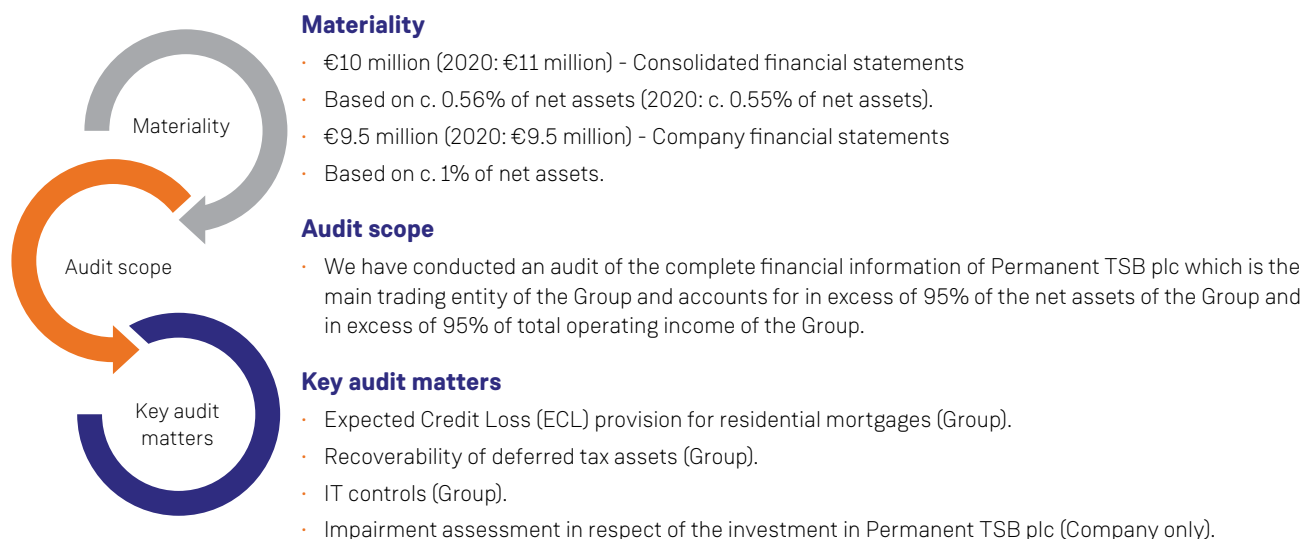 Materiality
· €10 million (2020: €11 million) - Consolidated financial statements
· Based on c. 0.56% of net assets (2020: c. 0.55% of net assets).
· €9.5 million (2020: €9.5 million) - Company financial statements
· Based on c. 1% of net assets.
Materiality
Audit scope
· We have conducted an audit of the complete financial information of Permanent TSB plc which is the
main trading entity of the Group and accounts for in excess of 95% of the net assets of the Group and
in excess of 95% of total operating income of the Group.
Audit scope
Key audit matters
· Expected Credit Loss (ECL) provision for residential mortgages (Group).
· Recoverability of deferred tax assets (Group).
· IT controls (Group).
· Impairment assessment in respect of the investment in Permanent TSB plc (Company only).
Key audit
matters